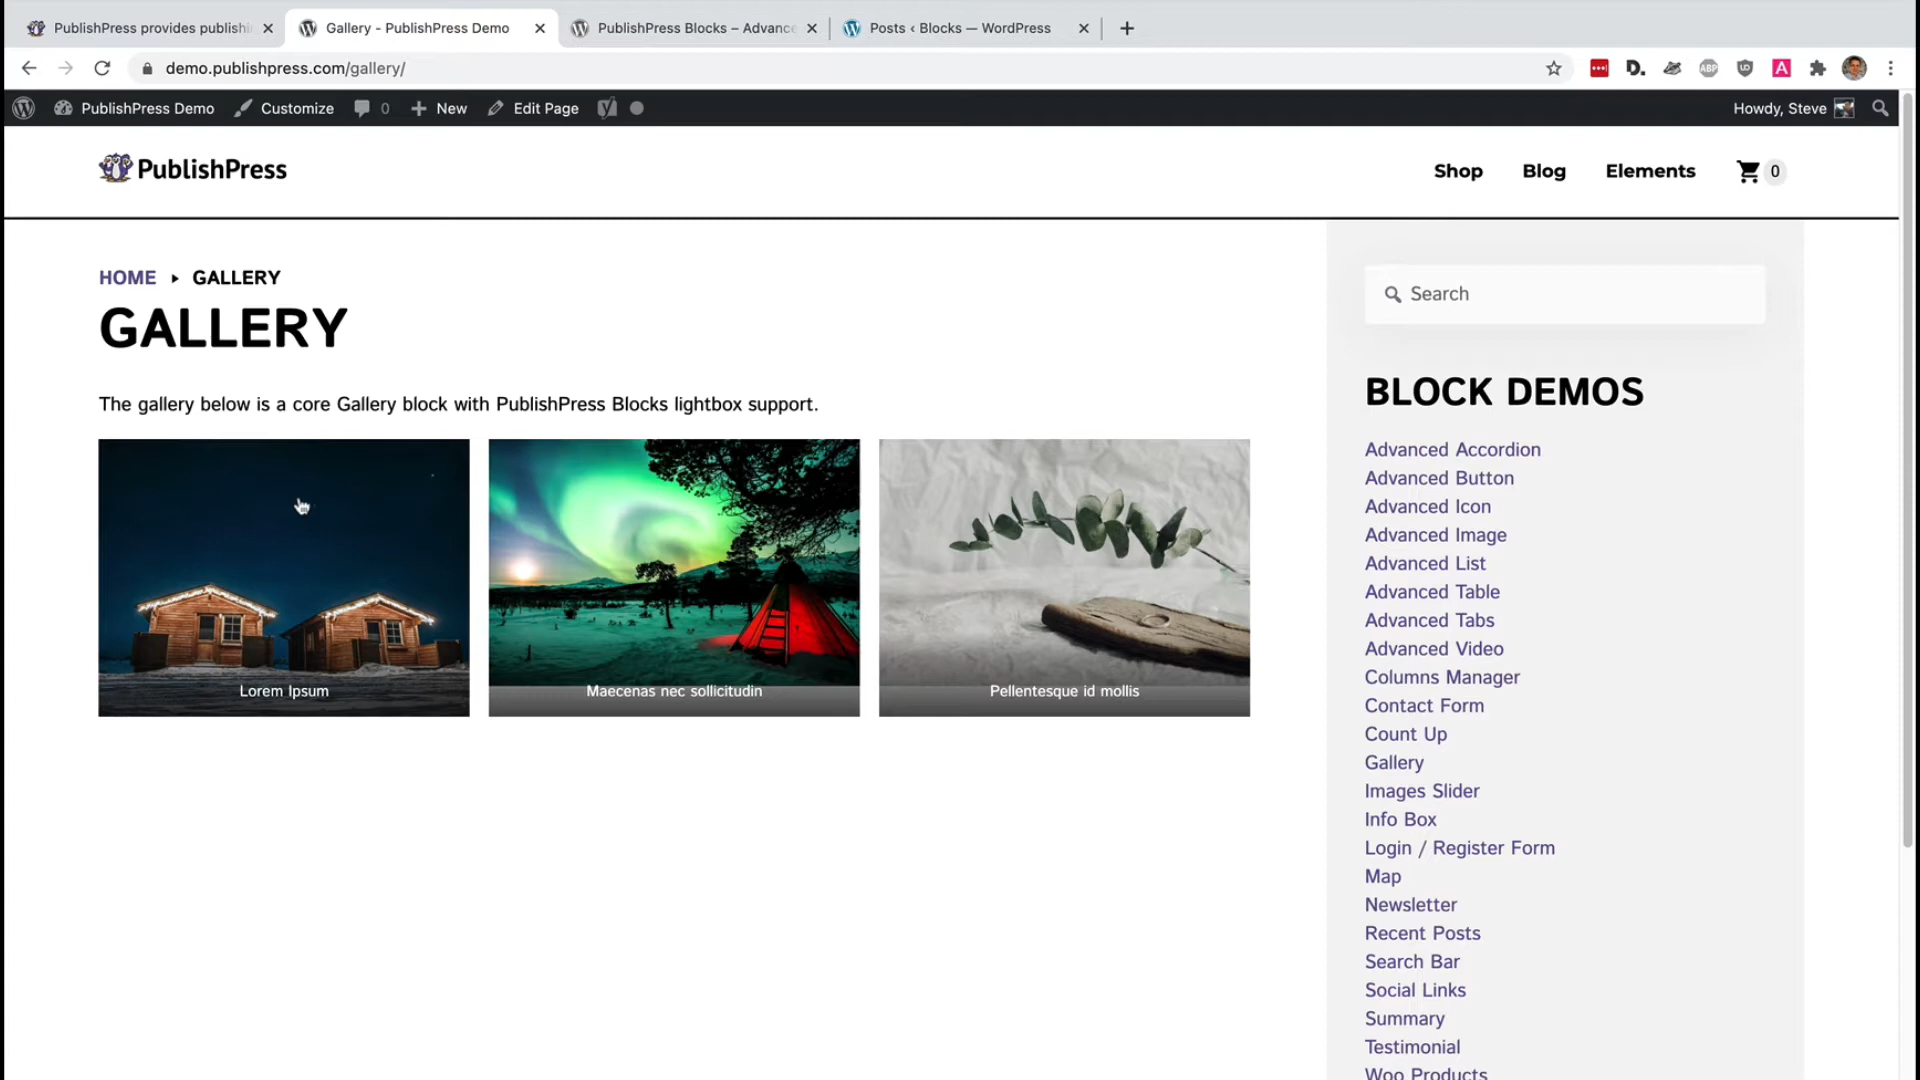 PublishPress provides publishi
Gallery - PublishPress Demo
PublishPress Blocks – Advance
Posts ‹ Blocks — WordPress
demo.publishpress.com/gallery/
D.
ABP
A
PublishPress Demo
Customize
0
New
Edit Page
Howdy, Steve
PublishPress
Shop
Blog
Elements
0
HOME ▸ GALLERY
GALLERY
The gallery below is a core Gallery block with PublishPress Blocks lightbox support.
Lorem Ipsum
Maecenas nec sollicitudin
Pellentesque id mollis
Search
BLOCK DEMOS
Advanced Accordion
Advanced Button
Advanced Icon
Advanced Image
Advanced List
Advanced Table
Advanced Tabs
Advanced Video
Columns Manager
Contact Form
Count Up
Gallery
Images Slider
Info Box
Login / Register Form
Map
Newsletter
Recent Posts
Search Bar
Social Links
Summary
Testimonial
Woo Products